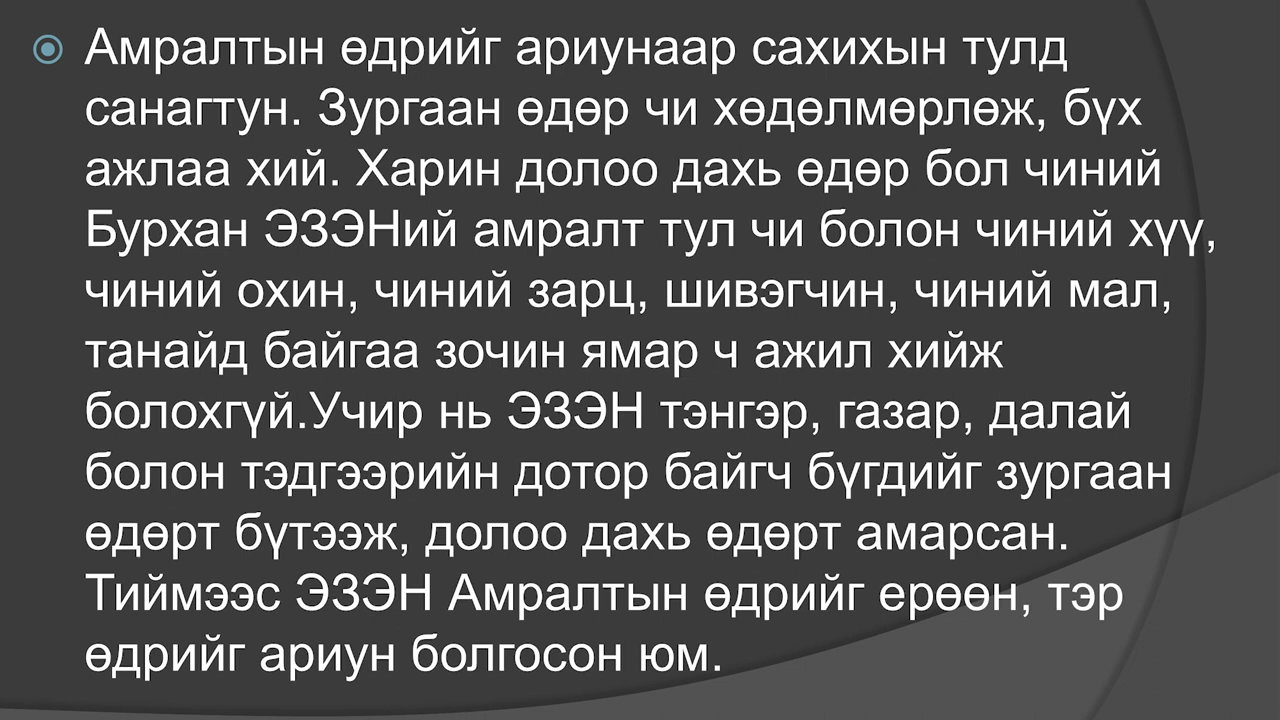 Амралтын өдрийг ариунаар сахихын тулд
санагтун. Зургаан өдөр чи хөдөлмөрлөж, бүх
ажлаа хий. Харин долоо дахь өдөр бол чиний
Бурхан ЭЗЭНий амралт тул чи болон чиний хүү,
чиний охин, чиний зарц, шивэгчин, чиний мал,
танайд байгаа зочин ямар ч ажил хийж
болохгүй.Учир нь ЭЗЭН тэнгэр, газар, далай
болон тэдгээрийн дотор байгч бүгдийг зургаан
өдөрт бүтээж, долоо дахь өдөрт амарсан.
Тиймээс ЭЗЭН Амралтын өдрийг ерөөн, тэр
өдрийг ариун болгосон юм.